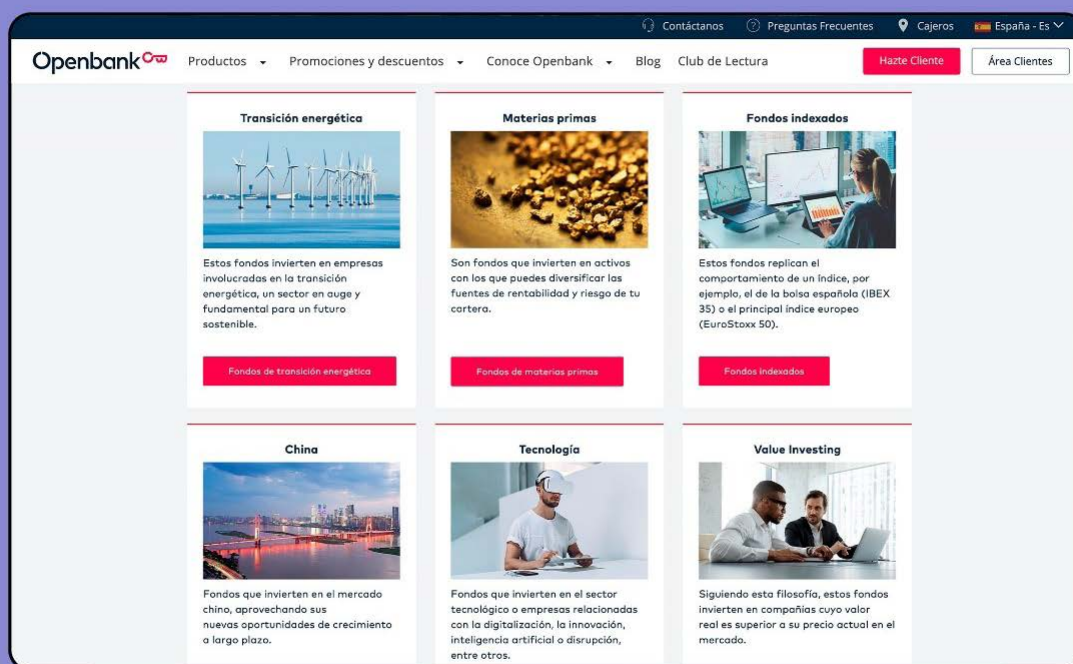 Contáctanos
Preguntas Frecuentes
Cajeros
España - Es
Openbank
Productos
Promociones y descuentos
Conoce Openbank
Blog
Club de Lectura
Hazte Cliente
Área Clientes
Transición energética
Estos fondos invierten en empresas
involucradas en la transición
energética, un sector en auge y
fundamental para un futuro
sostenible.
Fondos de transición energética
Materias primas
Son fondos que invierten en activos
con los que puedes diversificar las
fuentes de rentabilidad y riesgo de tu
cartera.
Fondos de materias primas
Fondos indexados
Estos fondos replican el
comportamiento de un índice, por
ejemplo, el de la bolsa española (IBEX
35) o el principal índice europeo
(EuroStoxx 50).
Fondos indexados
China
Fondos que invierten en el mercado
chino, aprovechando sus
nuevas oportunidades de crecimiento
a largo plazo.
Tecnología
Fondos que invierten en el sector
tecnológico o empresas relacionadas
con la digitalización, la innovación,
inteligencia artificial o disrupción,
entre otros.
Value Investing
Siguiendo esta filosofía, estos fondos
invierten en compañías cuyo valor
real es superior a su precio actual en el
mercado.